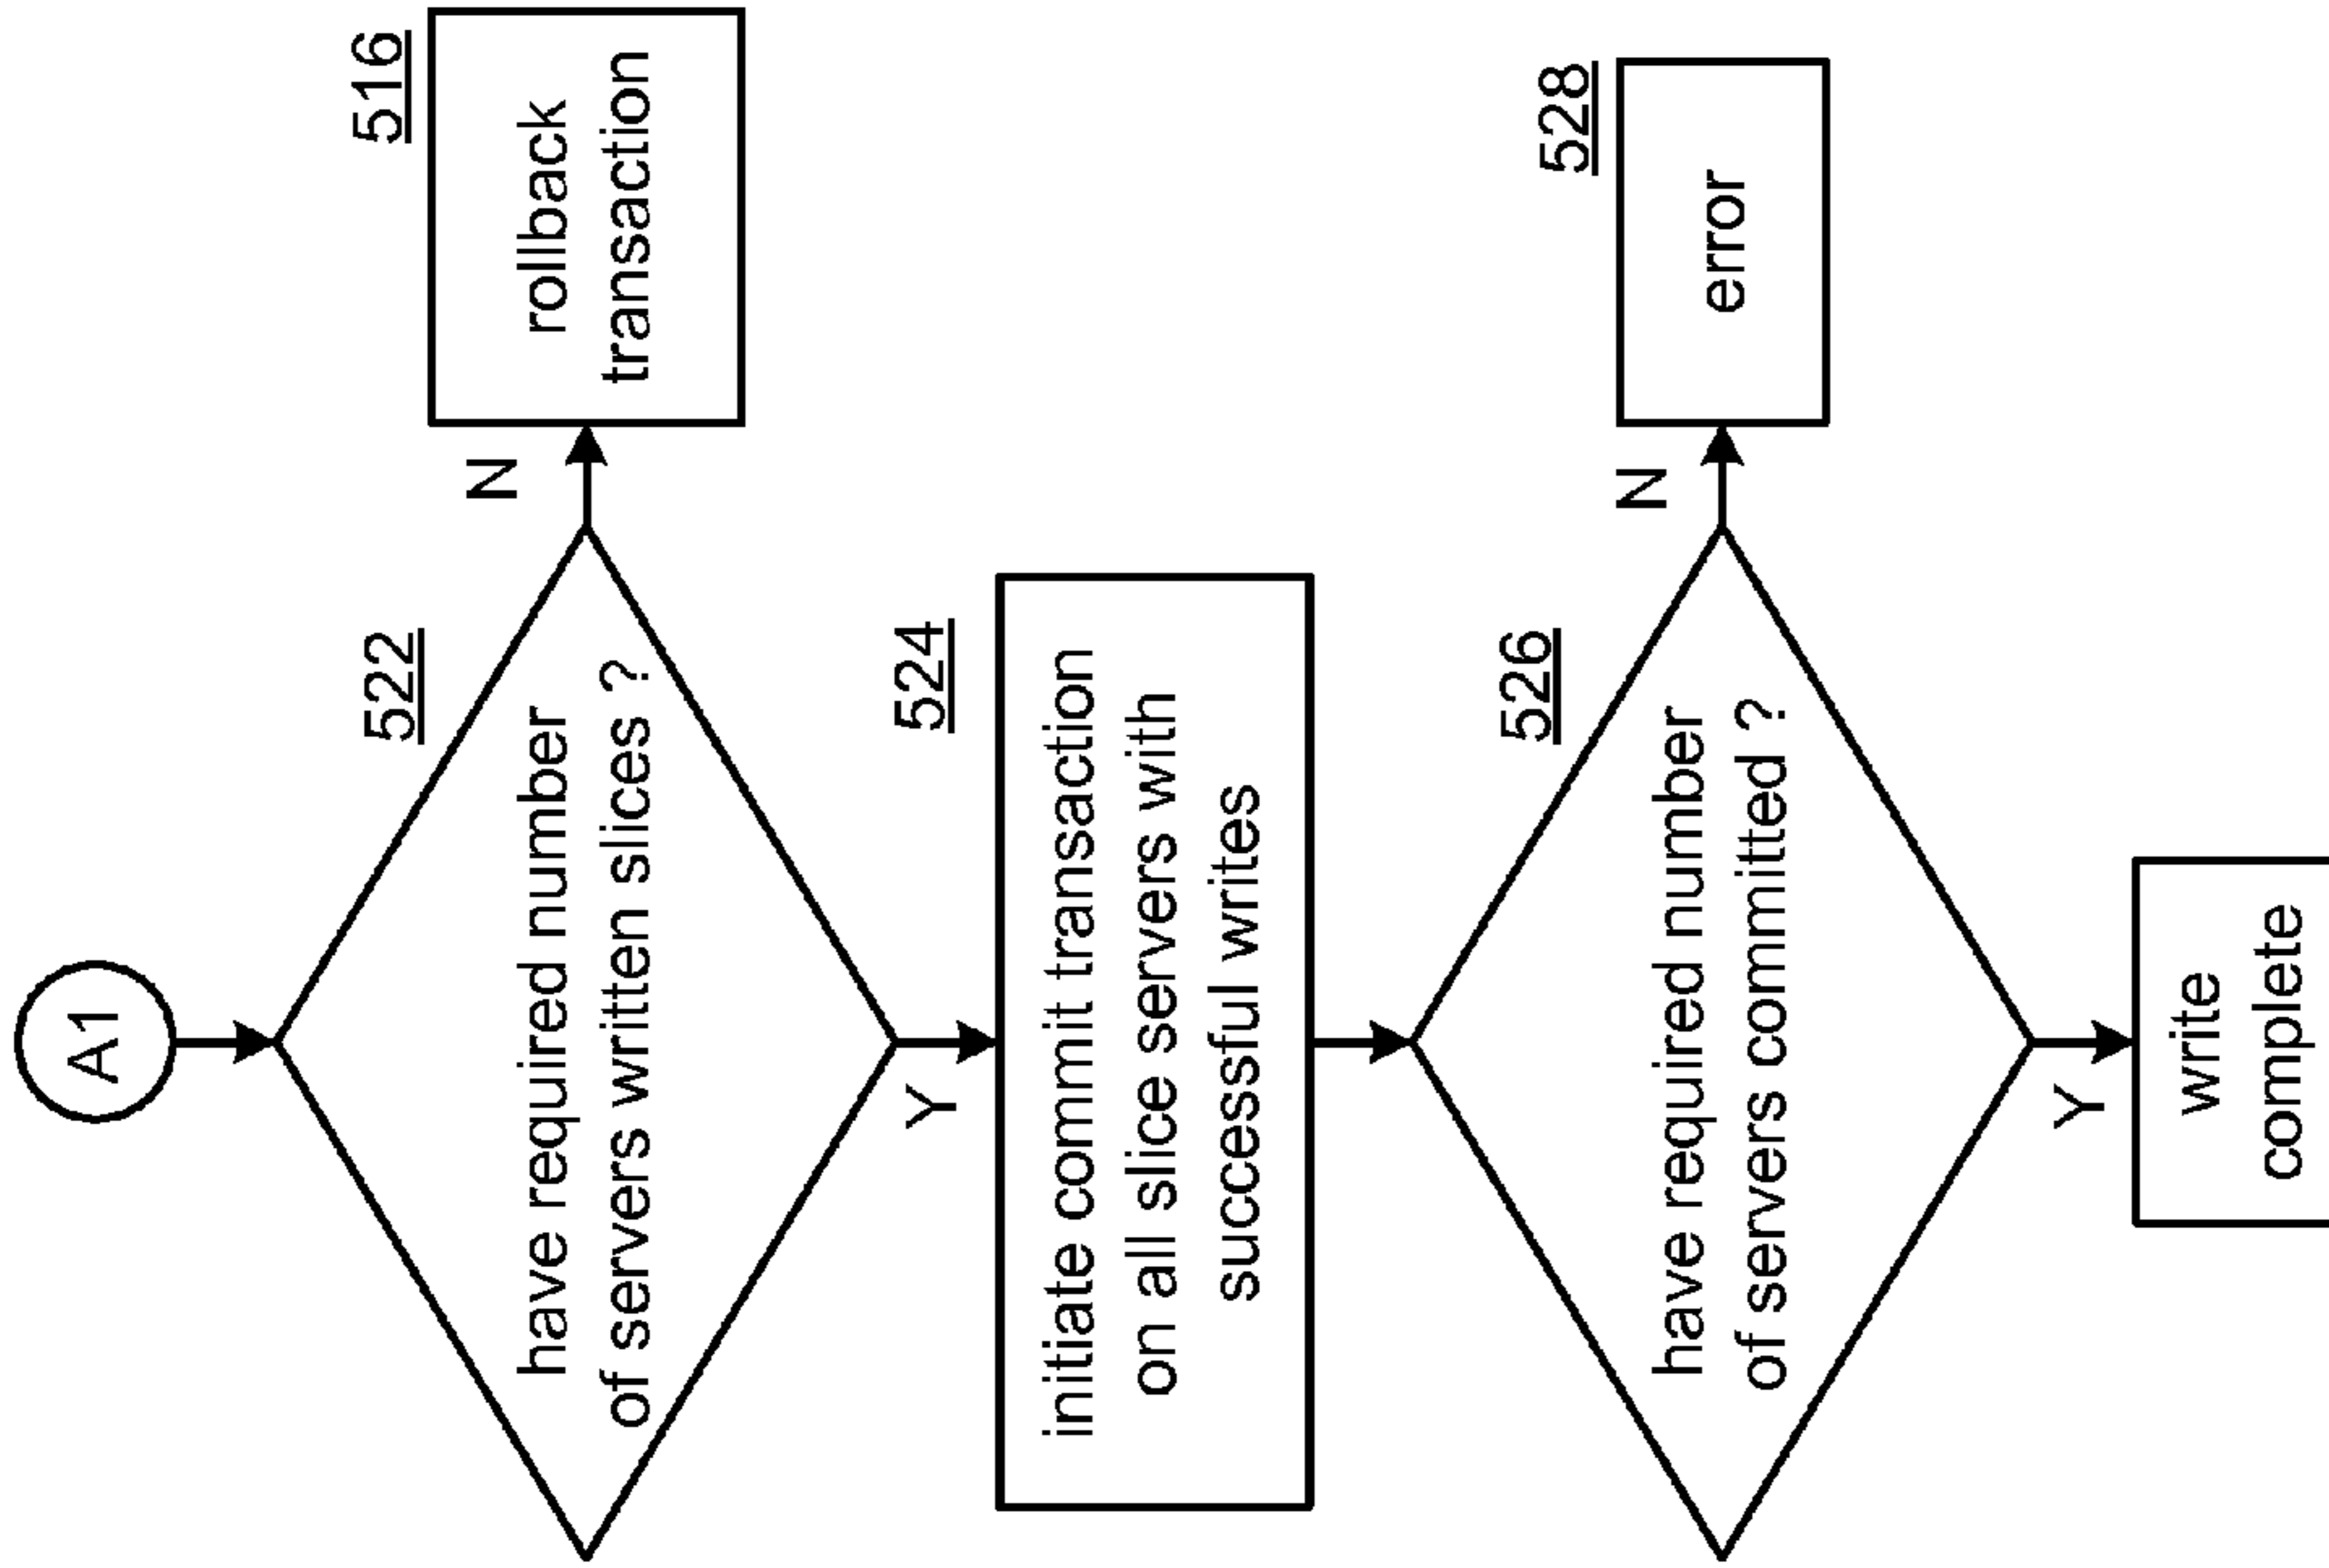 A1
522
have required number
of servers written slices ?
N
516
rollback
transaction
Y
524
initiate commit transaction
on all slice servers with
successful writes
526
have required number
of servers committed ?
N
528
error
Y
write
complete